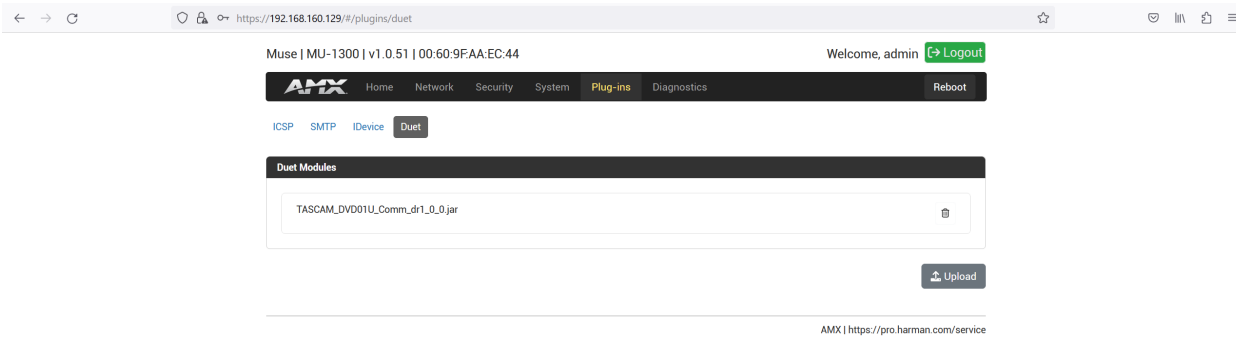 https://192.168.160.129/#/plugins/duet
Muse | MU-1300 | v1.0.51 | 00:60:9F:AA:EC:44
Welcome, admin Logout
AMX Home Network Security System Plug-ins Diagnostics Reboot
ICSP SMTP IDevice Duet
Duet Modules
TASCAM_DVD01U_Comm_dr1_0_0.jar
Upload
AMX | https://pro.harman.com/service